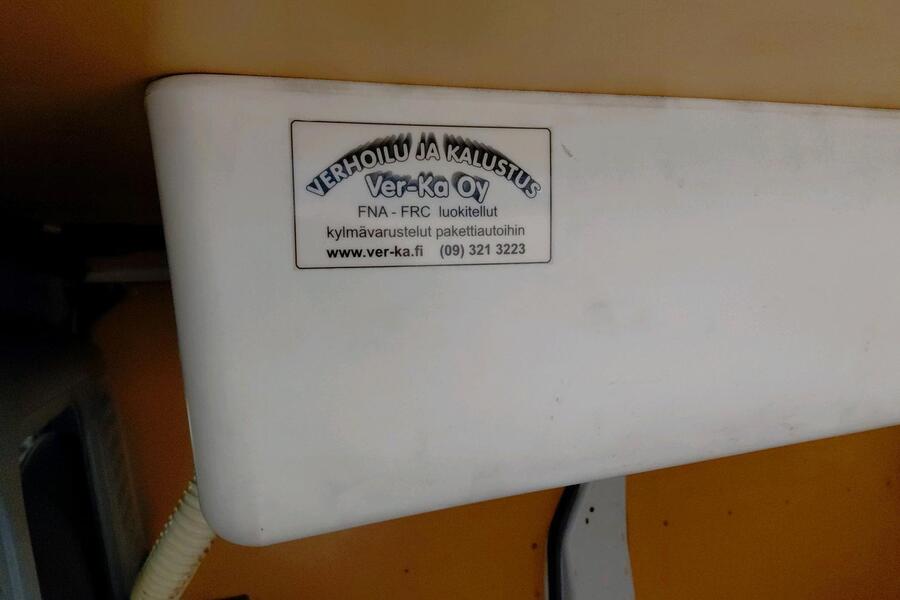 VERHOILU JA KALUSTUS
Ver-Ka Oy
FNA - FRC luokitellut
kylmävarustelut pakettiautoihin
www.ver-ka.fi (09) 321 3223